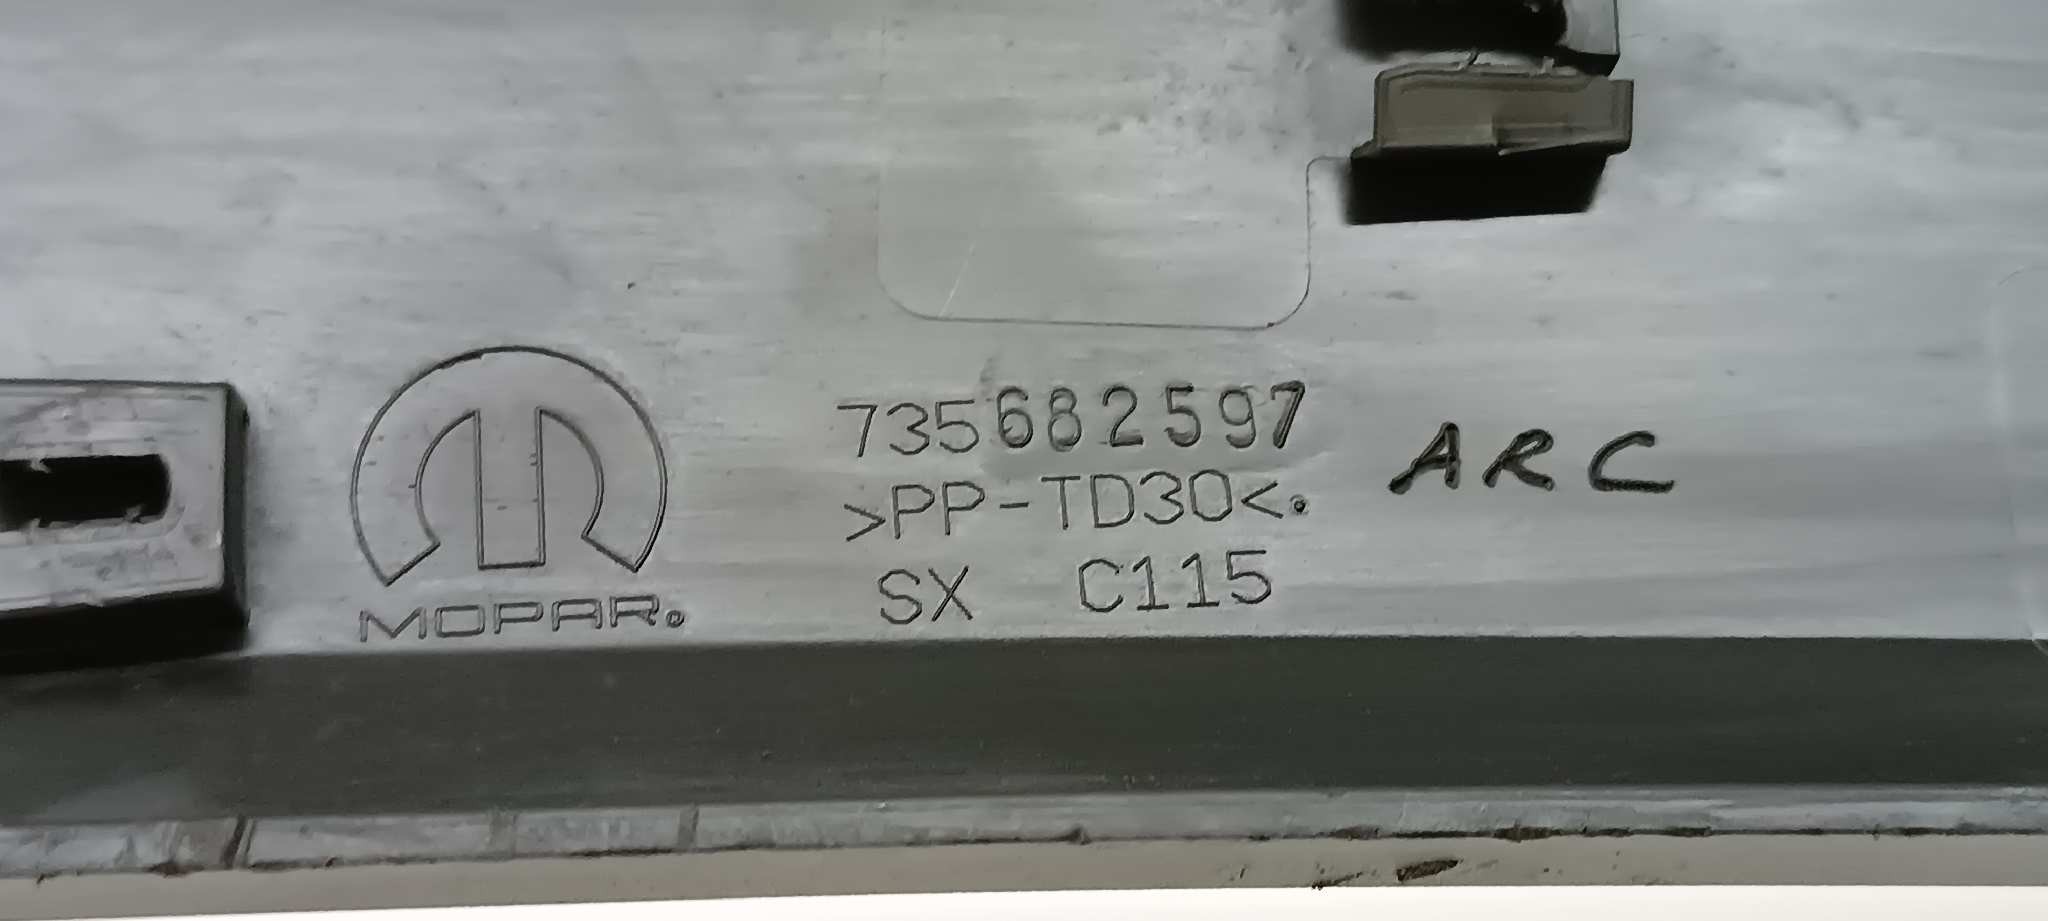 735682597
ARC
>PP-TD30<.
SX C115
MOPAR.